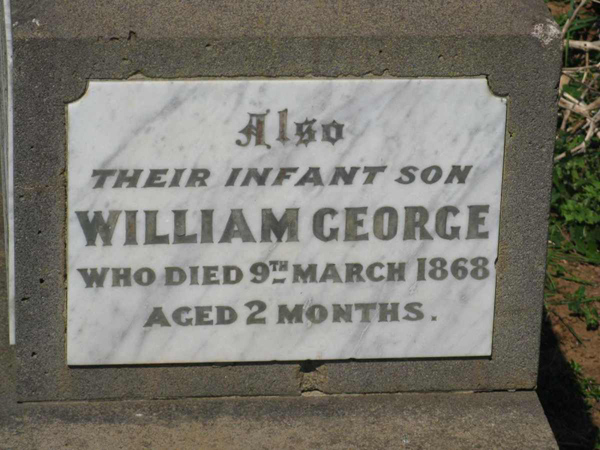 Also
THEIR INFANT SON
WILLIAM GEORGE
WHO DIED 9TH MARCH 1868
AGED 2 MONTHS.